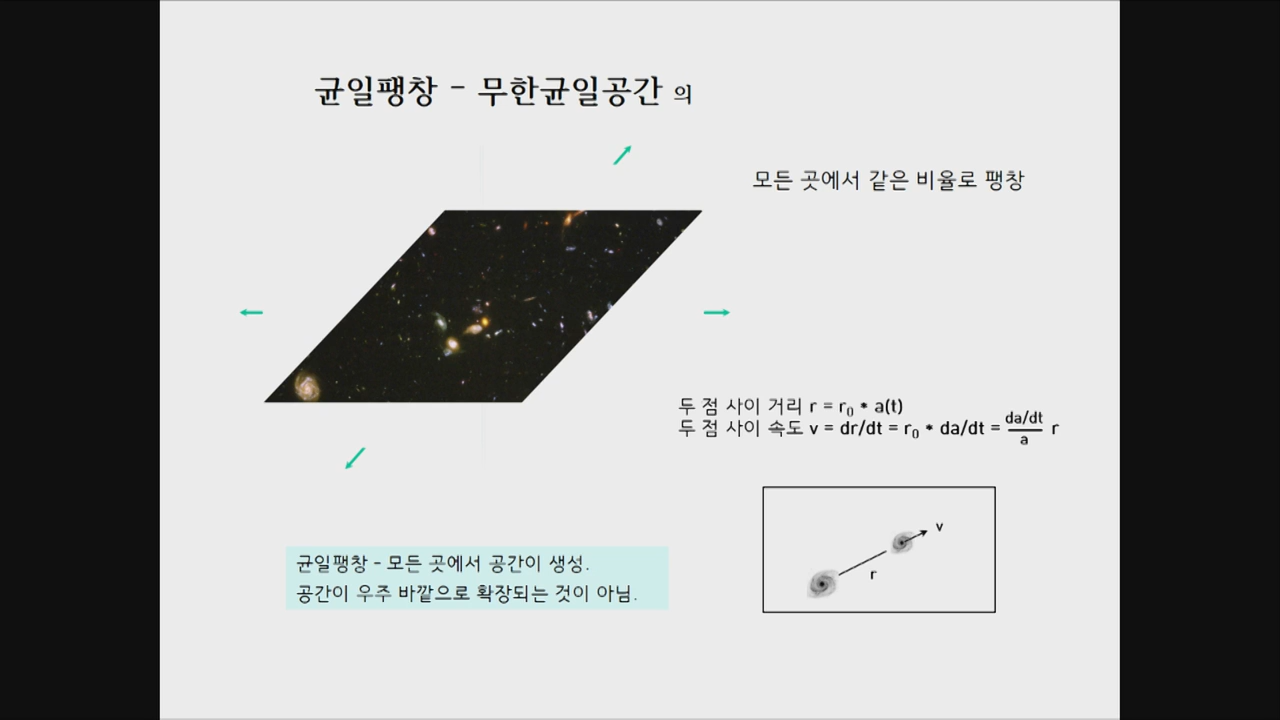 균일팽창 - 무한균일공간 의
모든 곳에서 같은 비율로 팽창
두 점 사이 거리 r = r₀ * a(t)
두 점 사이 속도 v = dr/dt = r₀ * da/dt = (da/dt)/a r
v
r
균일팽창 - 모든 곳에서 공간이 생성.
공간이 우주 바깥으로 확장되는 것이 아님.